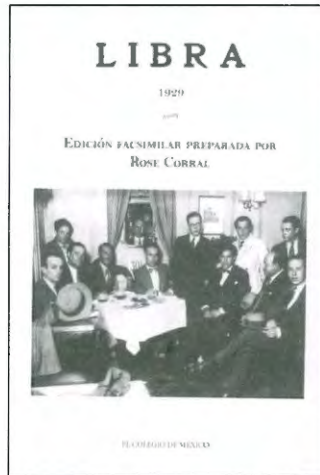 LIBRA
1929
EDICIÓN FACSIMILAR PREPARADA POR
ROSE CORRAL
EL COLEGIO DE MÉXICO